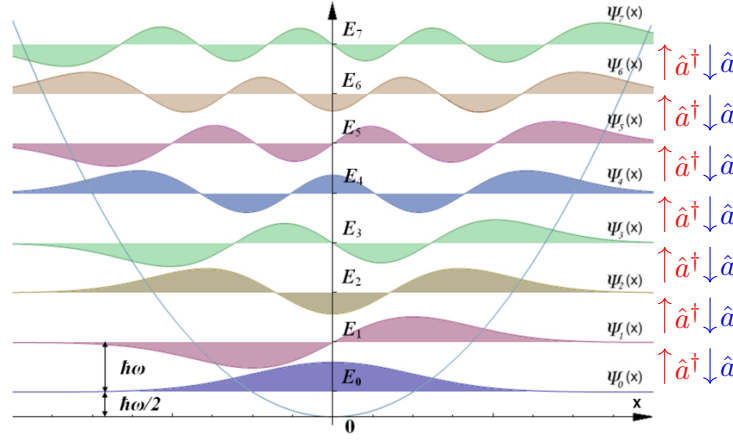 E₇ Ψ₇(x)
↑â† ↓â
E₆ Ψ₆(x)
↑â† ↓â
E₅ Ψ₅(x)
↑â† ↓â
E₄ Ψ₄(x)
↑â† ↓â
E₃ Ψ₃(x)
↑â† ↓â
E₂ Ψ₂(x)
↑â† ↓â
E₁ Ψ₁(x)
↑â† ↓â
ħω
E₀ Ψ₀(x)
ħω/2
x
0